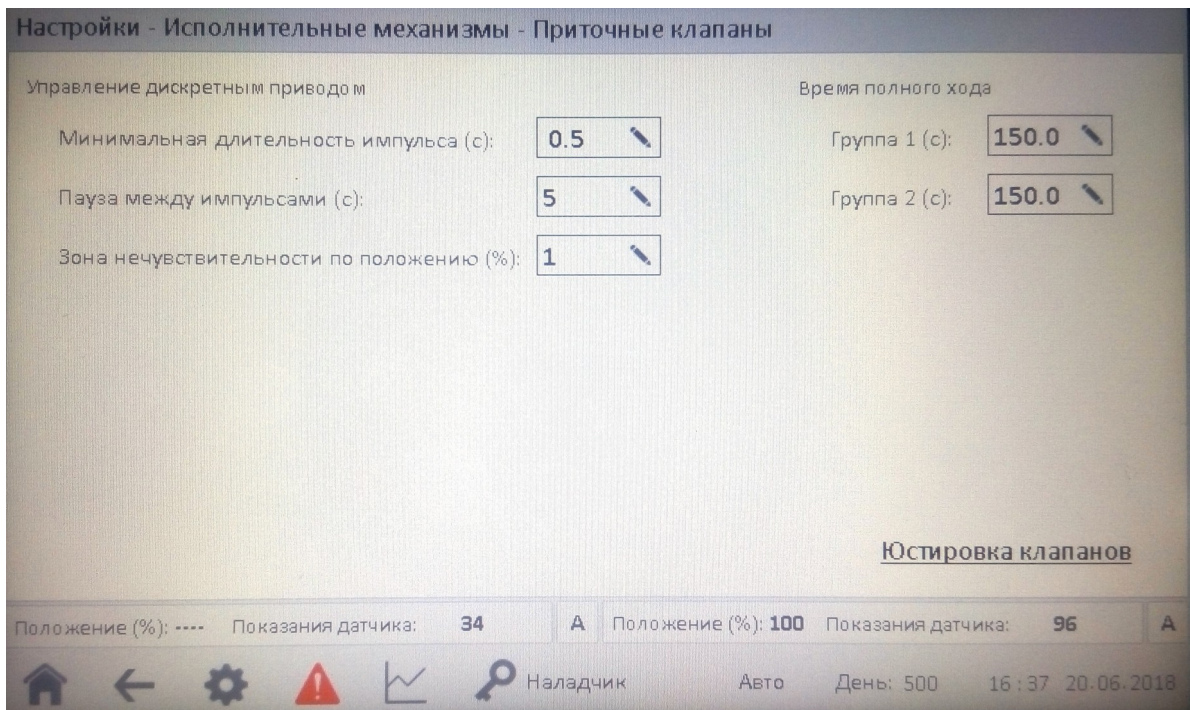 Настройки - Исполнительные механизмы - Приточные клапаны
Управление дискретным приводом
Время полного хода
Минимальная длительность импульса (с): 0.5
Группа 1 (с): 150.0
Пауза между импульсами (с): 5
Группа 2 (с): 150.0
Зона нечувствительности по положению (%): 1
Юстировка клапанов
Положение (%): ---- Показания датчика: 34 А Положение (%): 100 Показания датчика: 96 А
Наладчик Авто День: 500 16:37 20.06.2018